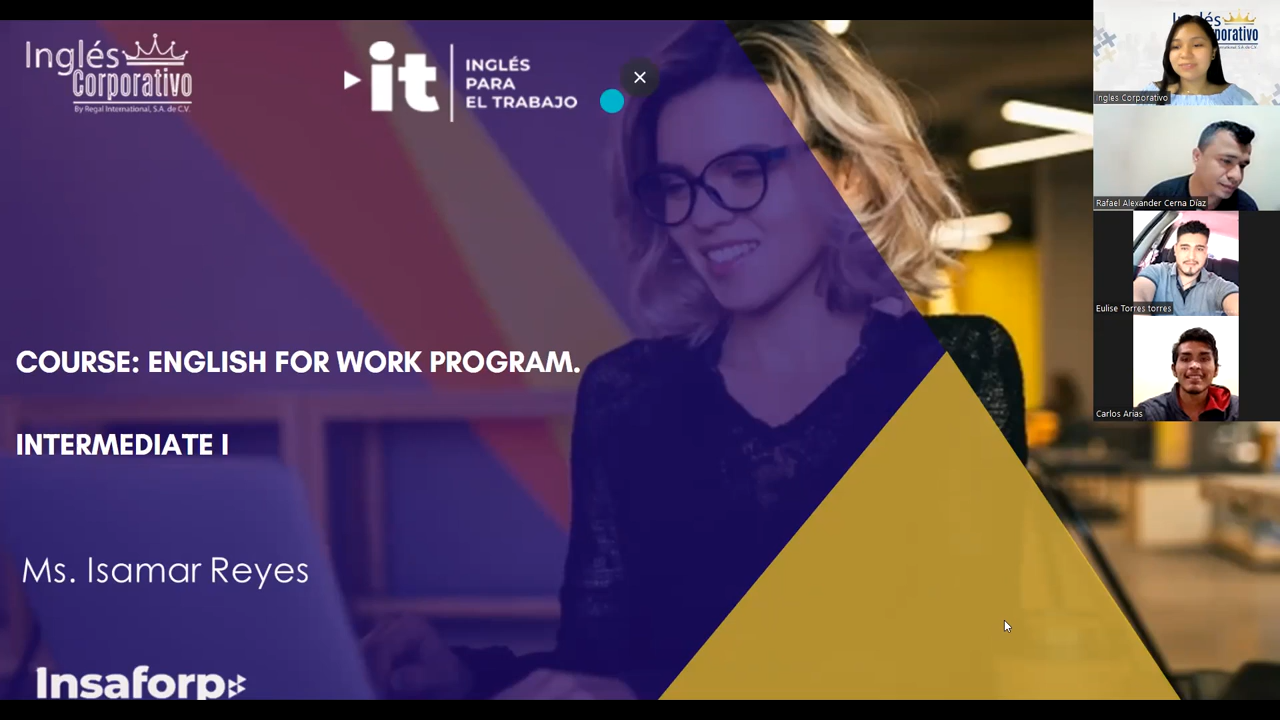 Inglés
Corporativo
By Regal International, S.A. de C.V.
it
INGLÉS
PARA
EL TRABAJO
COURSE: ENGLISH FOR WORK PROGRAM.
INTERMEDIATE I
Ms. Isamar Reyes
Insaforp
Ingles Corporativo
Rafael Alexander Cerna Díaz
Eulise Torres torres
Carlos Arias